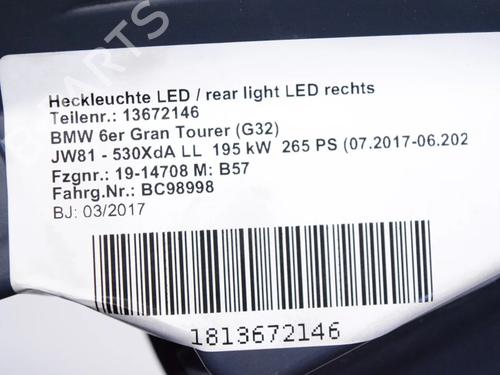 Heckleuchte LED / rear light LED rechts
Teilenr.: 13672146
BMW 6er Gran Tourer (G32)
JW81 - 530XdA LL 195 kW 265 PS (07.2017-06.202
Fzgnr.: 19-14708 M: B57
Fahrg.Nr.: BC98998
BJ: 03/2017
1813672146
PARTS